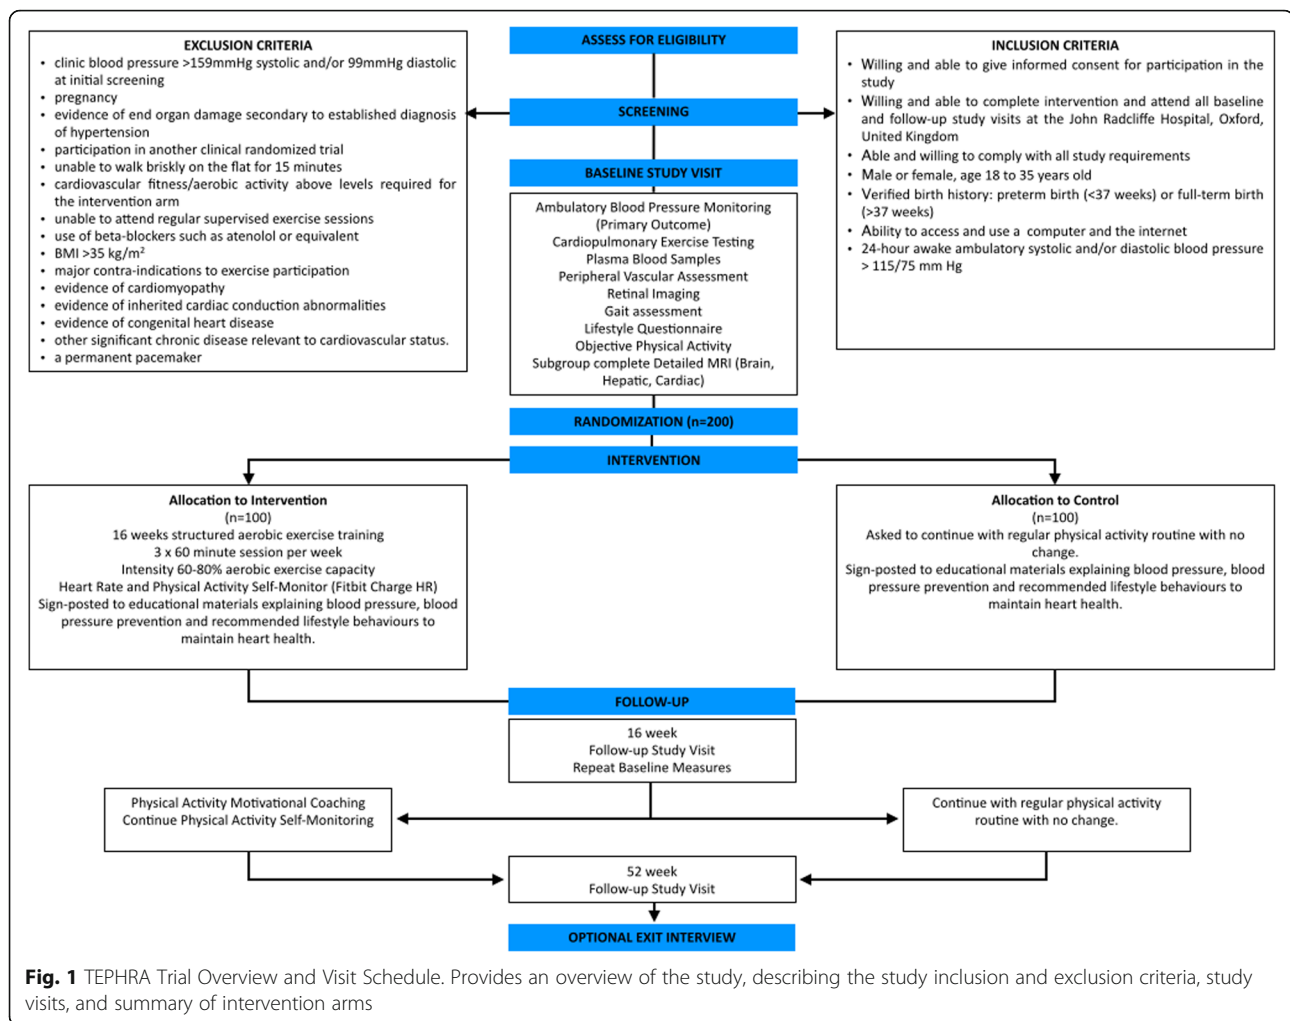 ASSESS FOR ELIGIBILITY
EXCLUSION CRITERIA
• clinic blood pressure >159mmHg systolic and/or 99mmHg diastolic
at initial screening
• pregnancy
• evidence of end organ damage secondary to established diagnosis
of hypertension
• participation in another clinical randomized trial
• unable to walk briskly on the flat for 15 minutes
• cardiovascular fitness/aerobic activity above levels required for
the intervention arm
• unable to attend regular supervised exercise sessions
• use of beta-blockers such as atenolol or equivalent
• BMI >35 kg/m²
• major contra-indications to exercise participation
• evidence of cardiomyopathy
• evidence of inherited cardiac conduction abnormalities
• evidence of congenital heart disease
• other significant chronic disease relevant to cardiovascular status.
• a permanent pacemaker
SCREENING
INCLUSION CRITERIA
• Willing and able to give informed consent for participation in the
study
• Willing and able to complete intervention and attend all baseline
and follow-up study visits at the John Radcliffe Hospital, Oxford,
United Kingdom
• Able and willing to comply with all study requirements
• Male or female, age 18 to 35 years old
• Verified birth history: preterm birth (<37 weeks) or full-term birth
(>37 weeks)
• Ability to access and use a computer and the internet
• 24-hour awake ambulatory systolic and/or diastolic blood pressure
> 115/75 mm Hg
BASELINE STUDY VISIT
Ambulatory Blood Pressure Monitoring
(Primary Outcome)
Cardiopulmonary Exercise Testing
Plasma Blood Samples
Peripheral Vascular Assessment
Retinal Imaging
Gait assessment
Lifestyle Questionnaire
Objective Physical Activity
Subgroup complete Detailed MRI (Brain,
Hepatic, Cardiac)
RANDOMIZATION (n=200)
INTERVENTION
Allocation to Intervention
(n=100)
16 weeks structured aerobic exercise training
3 x 60 minute session per week
Intensity 60-80% aerobic exercise capacity
Heart Rate and Physical Activity Self-Monitor (Fitbit Charge HR)
Sign-posted to educational materials explaining blood pressure, blood
pressure prevention and recommended lifestyle behaviours to
maintain heart health.
Allocation to Control
(n=100)
Asked to continue with regular physical activity routine with no
change.
Sign-posted to educational materials explaining blood pressure, blood
pressure prevention and recommended lifestyle behaviours to
maintain heart health.
FOLLOW-UP
16 week
Follow-up Study Visit
Repeat Baseline Measures
Physical Activity Motivational Coaching
Continue Physical Activity Self-Monitoring
Continue with regular physical activity
routine with no change.
52 week
Follow-up Study Visit
OPTIONAL EXIT INTERVIEW
Fig. 1 TEPHRA Trial Overview and Visit Schedule. Provides an overview of the study, describing the study inclusion and exclusion criteria, study
visits, and summary of intervention arms